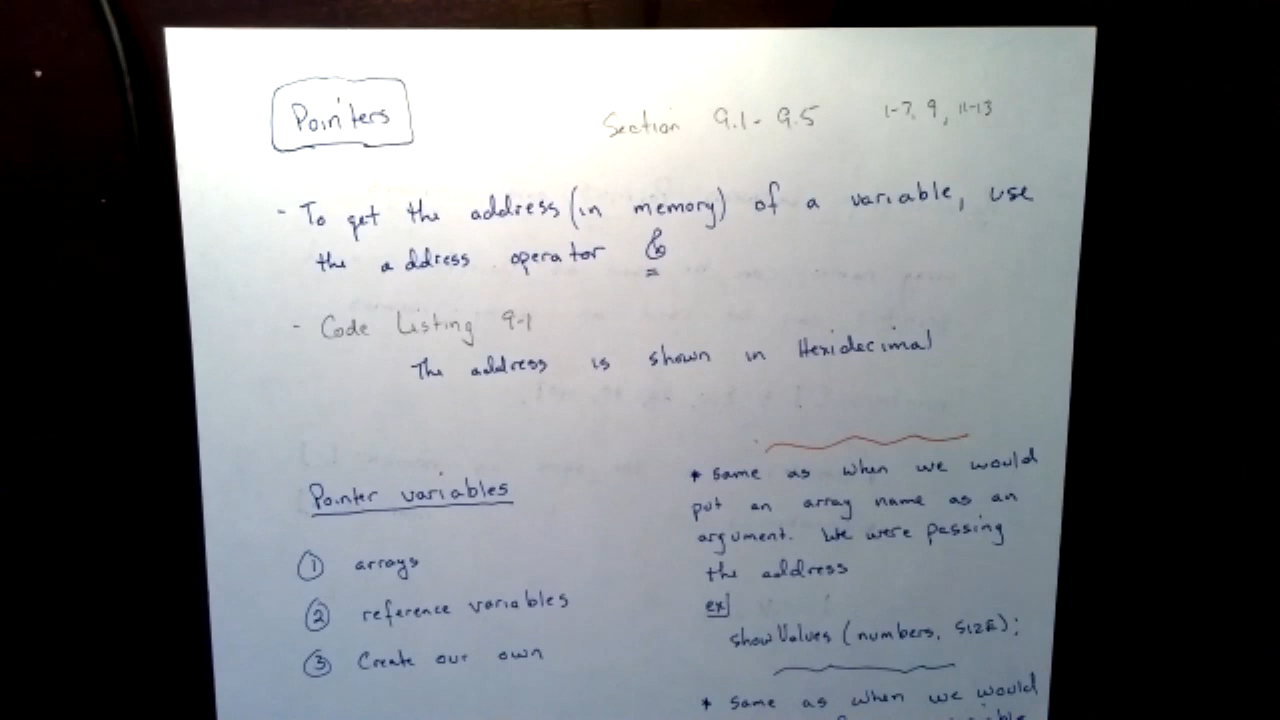 Pointers
Section 9.1 - 9.5 1-7, 9, 11-13
- To get the address (in memory) of a variable, use
the address operator &
- Code Listing 9-1
The address is shown in Hexidecimal
Pointer variables
① arrays
② reference variables
③ Create our own
* Same as when we would
put an array name as an
argument. We were passing
the address
ex]
showValues (numbers, SIZE);
* Same as when we would